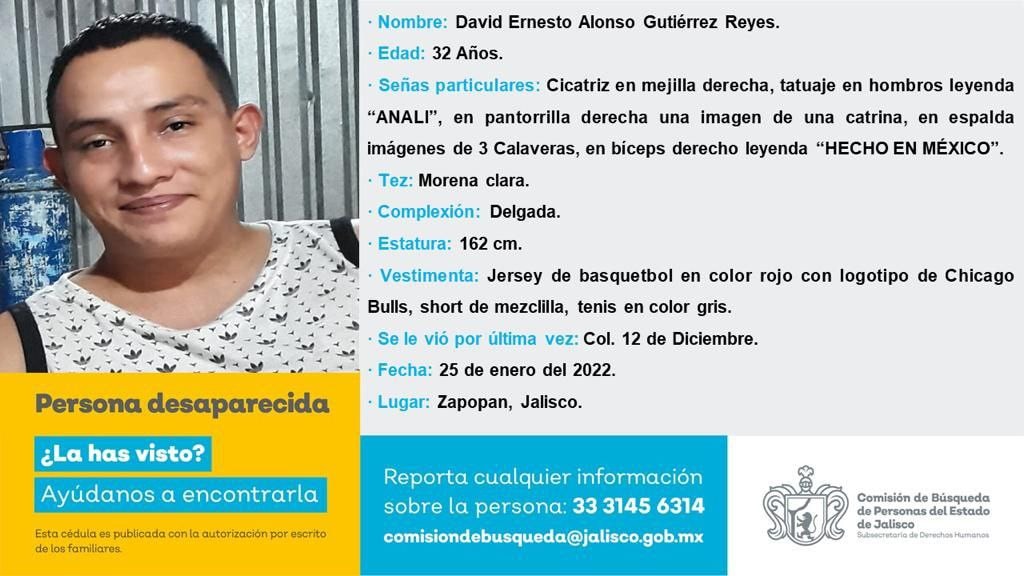 · Nombre: David Ernesto Alonso Gutiérrez Reyes.
· Edad: 32 Años.
· Señas particulares: Cicatriz en mejilla derecha, tatuaje en hombros leyenda
“ANALI”, en pantorrilla derecha una imagen de una catrina, en espalda
imágenes de 3 Calaveras, en bíceps derecho leyenda “HECHO EN MÉXICO”.
· Tez: Morena clara.
· Complexión: Delgada.
· Estatura: 162 cm.
· Vestimenta: Jersey de basquetbol en color rojo con logotipo de Chicago
Bulls, short de mezclilla, tenis en color gris.
· Se le vió por última vez: Col. 12 de Diciembre.
· Fecha: 25 de enero del 2022.
· Lugar: Zapopan, Jalisco.
Persona desaparecida
¿La has visto?
Ayúdanos a encontrarla
Esta cédula es publicada con la autorización por escrito
de los familiares.
Reporta cualquier información
sobre la persona: 33 3145 6314
comisiondebusqueda@jalisco.gob.mx
Comisión de Búsqueda
de Personas del Estado
de Jalisco
Subsecretaría de Derechos Humanos